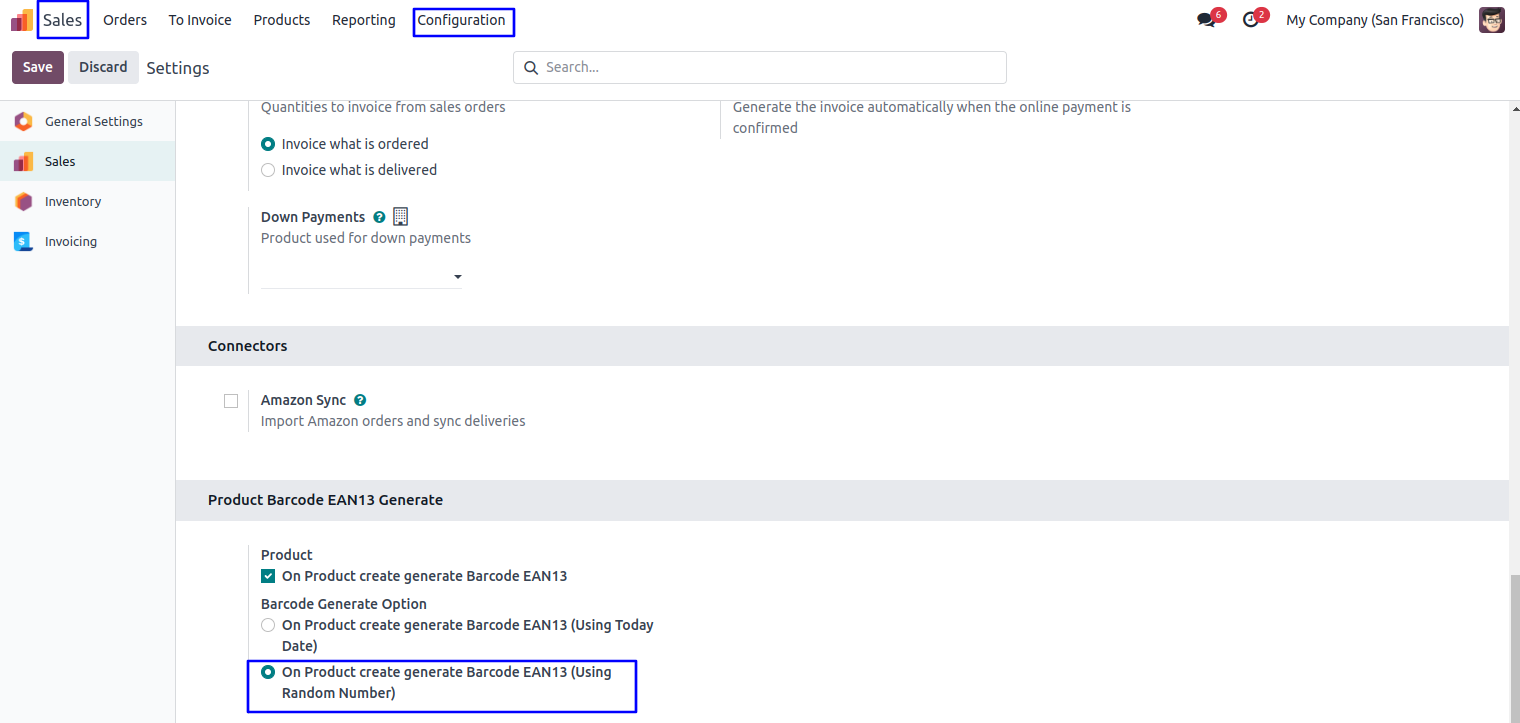 Sales Orders To Invoice Products Reporting Configuration 6 2 My Company (San Francisco)
Save Discard Settings Search...
General Settings
Sales
Inventory
Invoicing
Quantities to invoice from sales orders
Invoice what is ordered
Invoice what is delivered
Generate the invoice automatically when the online payment is
confirmed
Down Payments ?
Product used for down payments
Connectors
Amazon Sync ?
Import Amazon orders and sync deliveries
Product Barcode EAN13 Generate
Product
On Product create generate Barcode EAN13
Barcode Generate Option
On Product create generate Barcode EAN13 (Using Today
Date)
On Product create generate Barcode EAN13 (Using
Random Number)